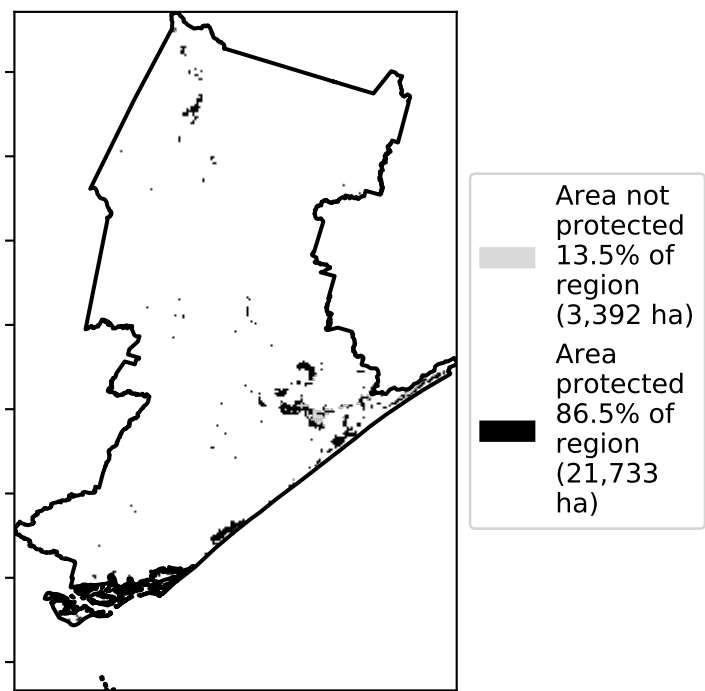 Area not
protected
13.5% of
region
(3,392 ha)
Area
protected
86.5% of
region
(21,733
ha)